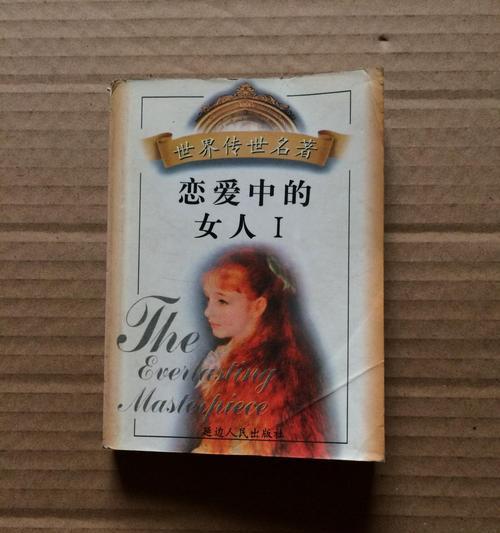 世界传世名著
恋爱中的
女人 I
The
Everlasting
Masterpiece
延边人民出版社